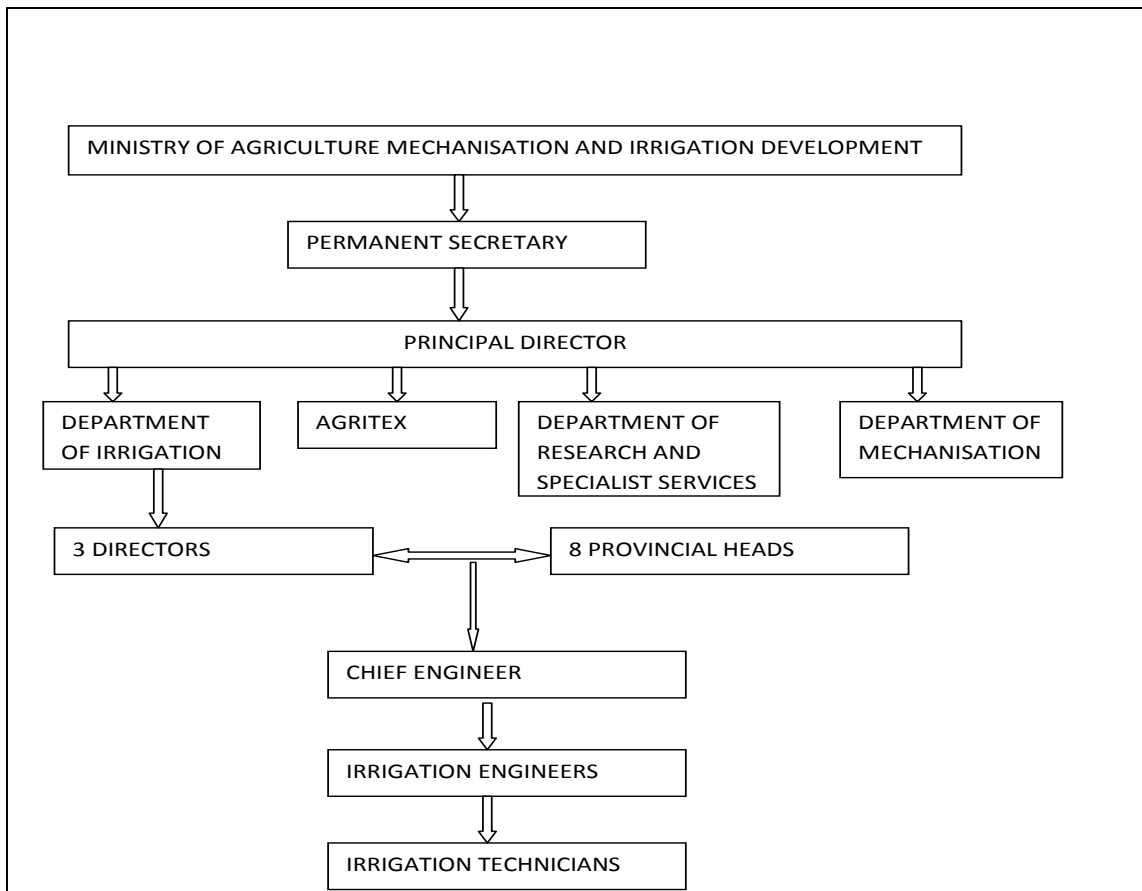 MINISTRY OF AGRICULTURE MECHANISATION AND IRRIGATION DEVELOPMENT
PERMANENT SECRETARY
PRINCIPAL DIRECTOR
DEPARTMENT
OF IRRIGATION
AGRITEX
DEPARTMENT OF
RESEARCH AND
SPECIALIST SERVICES
DEPARTMENT OF
MECHANISATION
3 DIRECTORS
8 PROVINCIAL HEADS
CHIEF ENGINEER
IRRIGATION ENGINEERS
IRRIGATION TECHNICIANS